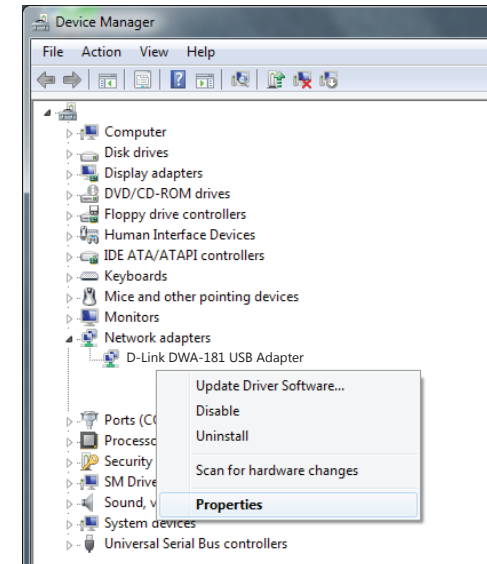 Device Manager
File Action View Help
Computer
Disk drives
Display adapters
DVD/CD-ROM drives
Floppy drive controllers
Human Interface Devices
IDE ATA/ATAPI controllers
Keyboards
Mice and other pointing devices
Monitors
Network adapters
D-Link DWA-181 USB Adapter
Update Driver Software...
Disable
Uninstall
Scan for hardware changes
Properties
Ports (C
Process
Security
SM Drive
Sound, v
System devices
Universal Serial Bus controllers